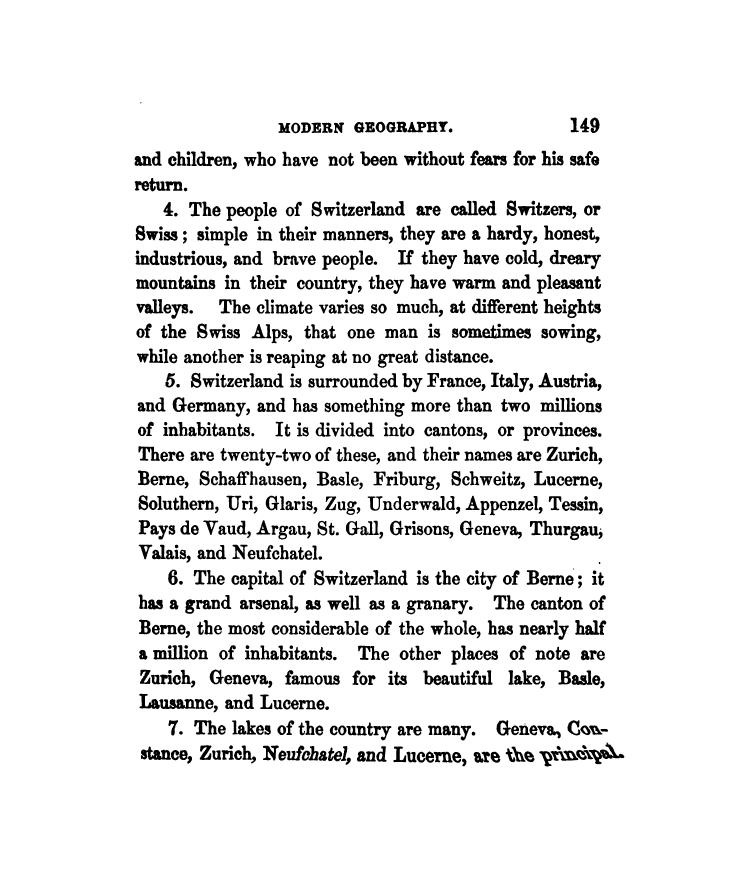 MODERN GEOGRAPHY. 149
and children, who have not been without fears for his safe
return.
4. The people of Switzerland are called Switzers, or
Swiss; simple in their manners, they are a hardy, honest,
industrious, and brave people. If they have cold, dreary
mountains in their country, they have warm and pleasant
valleys. The climate varies so much, at different heights
of the Swiss Alps, that one man is sometimes sowing,
while another is reaping at no great distance.
5. Switzerland is surrounded by France, Italy, Austria,
and Germany, and has something more than two millions
of inhabitants. It is divided into cantons, or provinces.
There are twenty-two of these, and their names are Zurich,
Berne, Schaffhausen, Basle, Friburg, Schweitz, Lucerne,
Soluthern, Uri, Glaris, Zug, Underwald, Appenzel, Tessin,
Pays de Vaud, Argau, St. Gall, Grisons, Geneva, Thurgau,
Valais, and Neufchatel.
6. The capital of Switzerland is the city of Berne; it
has a grand arsenal, as well as a granary. The canton of
Berne, the most considerable of the whole, has nearly half
a million of inhabitants. The other places of note are
Zurich, Geneva, famous for its beautiful lake, Basle,
Lausanne, and Lucerne.
7. The lakes of the country are many. Geneva, Con-
stance, Zurich, Neufchatel, and Lucerne, are the principal.